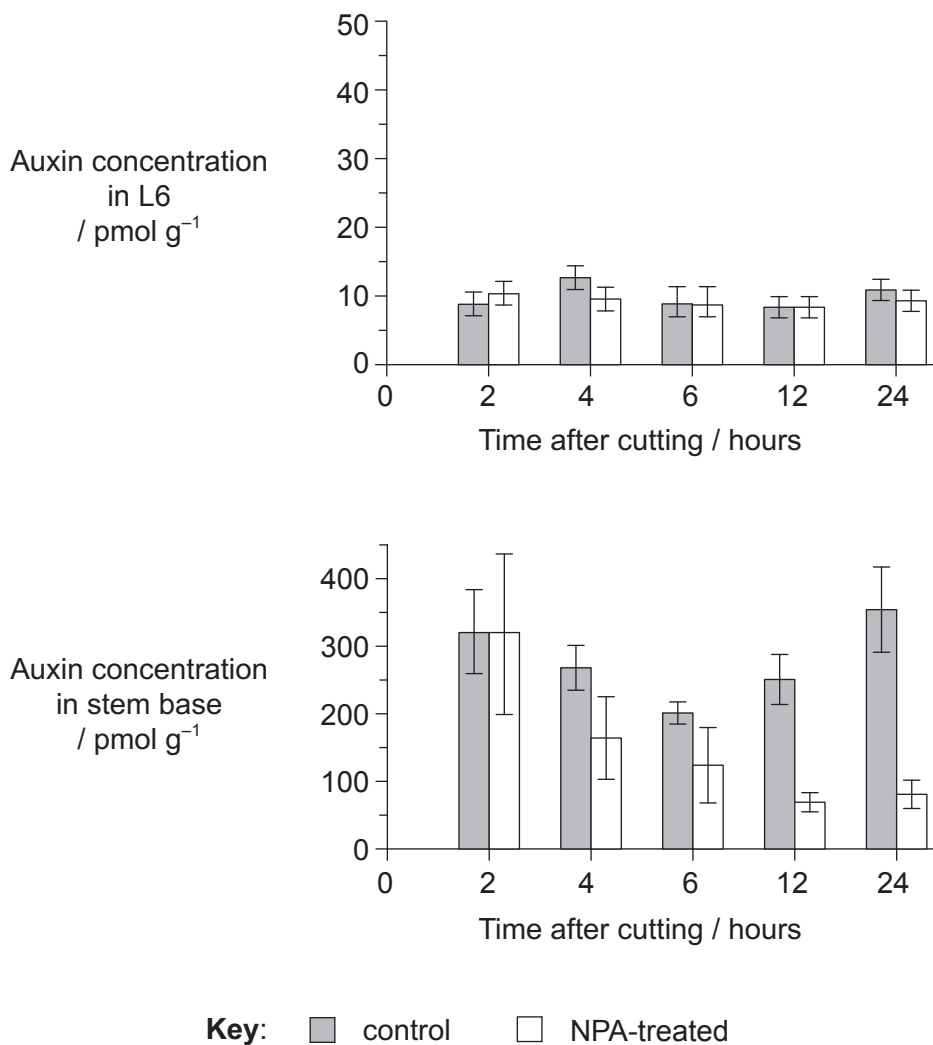 50
40
30
20
10
0
Auxin concentration
in L6
/ pmol g⁻¹
0 2 4 6 12 24
Time after cutting / hours
400
300
200
100
0
Auxin concentration
in stem base
/ pmol g⁻¹
0 2 4 6 12 24
Time after cutting / hours
Key: control NPA-treated